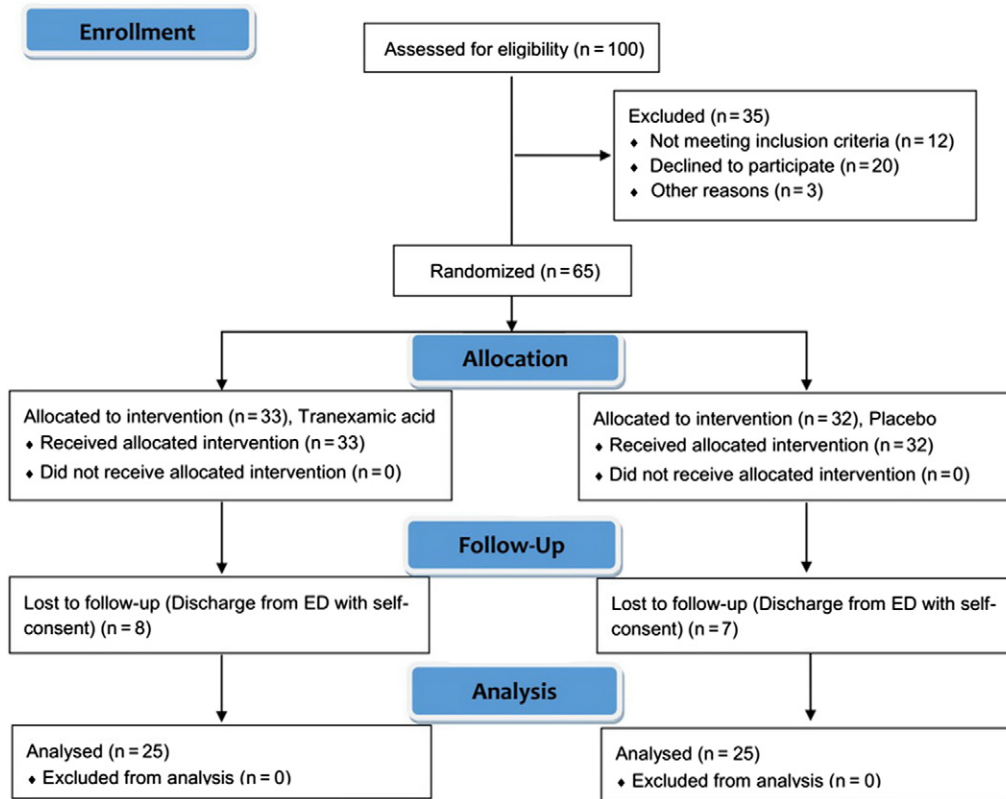 Enrollment
Assessed for eligibility (n=100)
Excluded (n=35)
♦ Not meeting inclusion criteria (n=12)
♦ Declined to participate (n=20)
♦ Other reasons (n=3)
Randomized (n=65)
Allocation
Allocated to intervention (n=33), Tranexamic acid
♦ Received allocated intervention (n=33)
♦ Did not receive allocated intervention (n=0)
Allocated to intervention (n=32), Placebo
♦ Received allocated intervention (n=32)
♦ Did not receive allocated intervention (n=0)
Follow-Up
Lost to follow-up (Discharge from ED with self-
consent) (n=8)
Lost to follow-up (Discharge from ED with self-
consent) (n=7)
Analysis
Analysed (n=25)
♦ Excluded from analysis (n=0)
Analysed (n=25)
♦ Excluded from analysis (n=0)